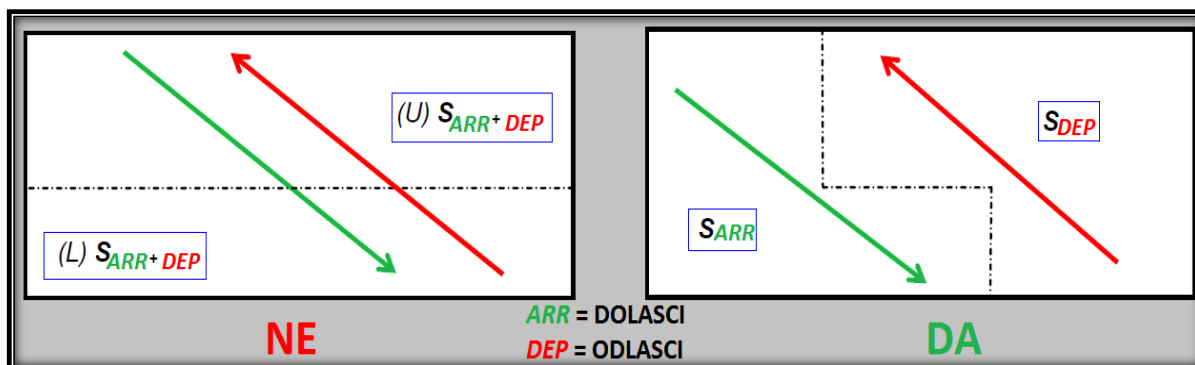 (U) SARR+ DEP
(L) SARR+ DEP
SDEP
SARR
ARR = DOLASCI
DEP = ODLASCI
NE
DA